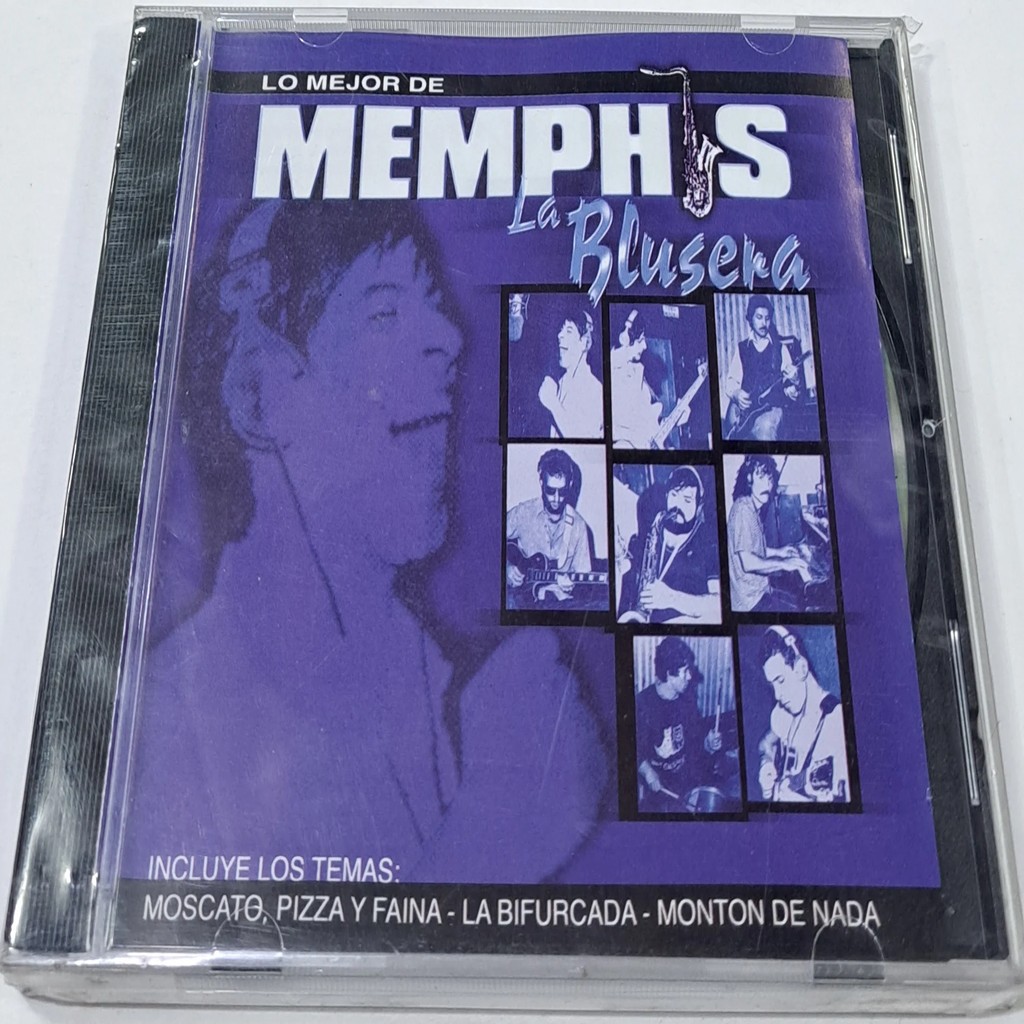 LO MEJOR DE
MEMPHIS
La Blusera
INCLUYE LOS TEMAS:
MOSCATO, PIZZA Y FAINA - LA BIFURCADA - MONTON DE NADA